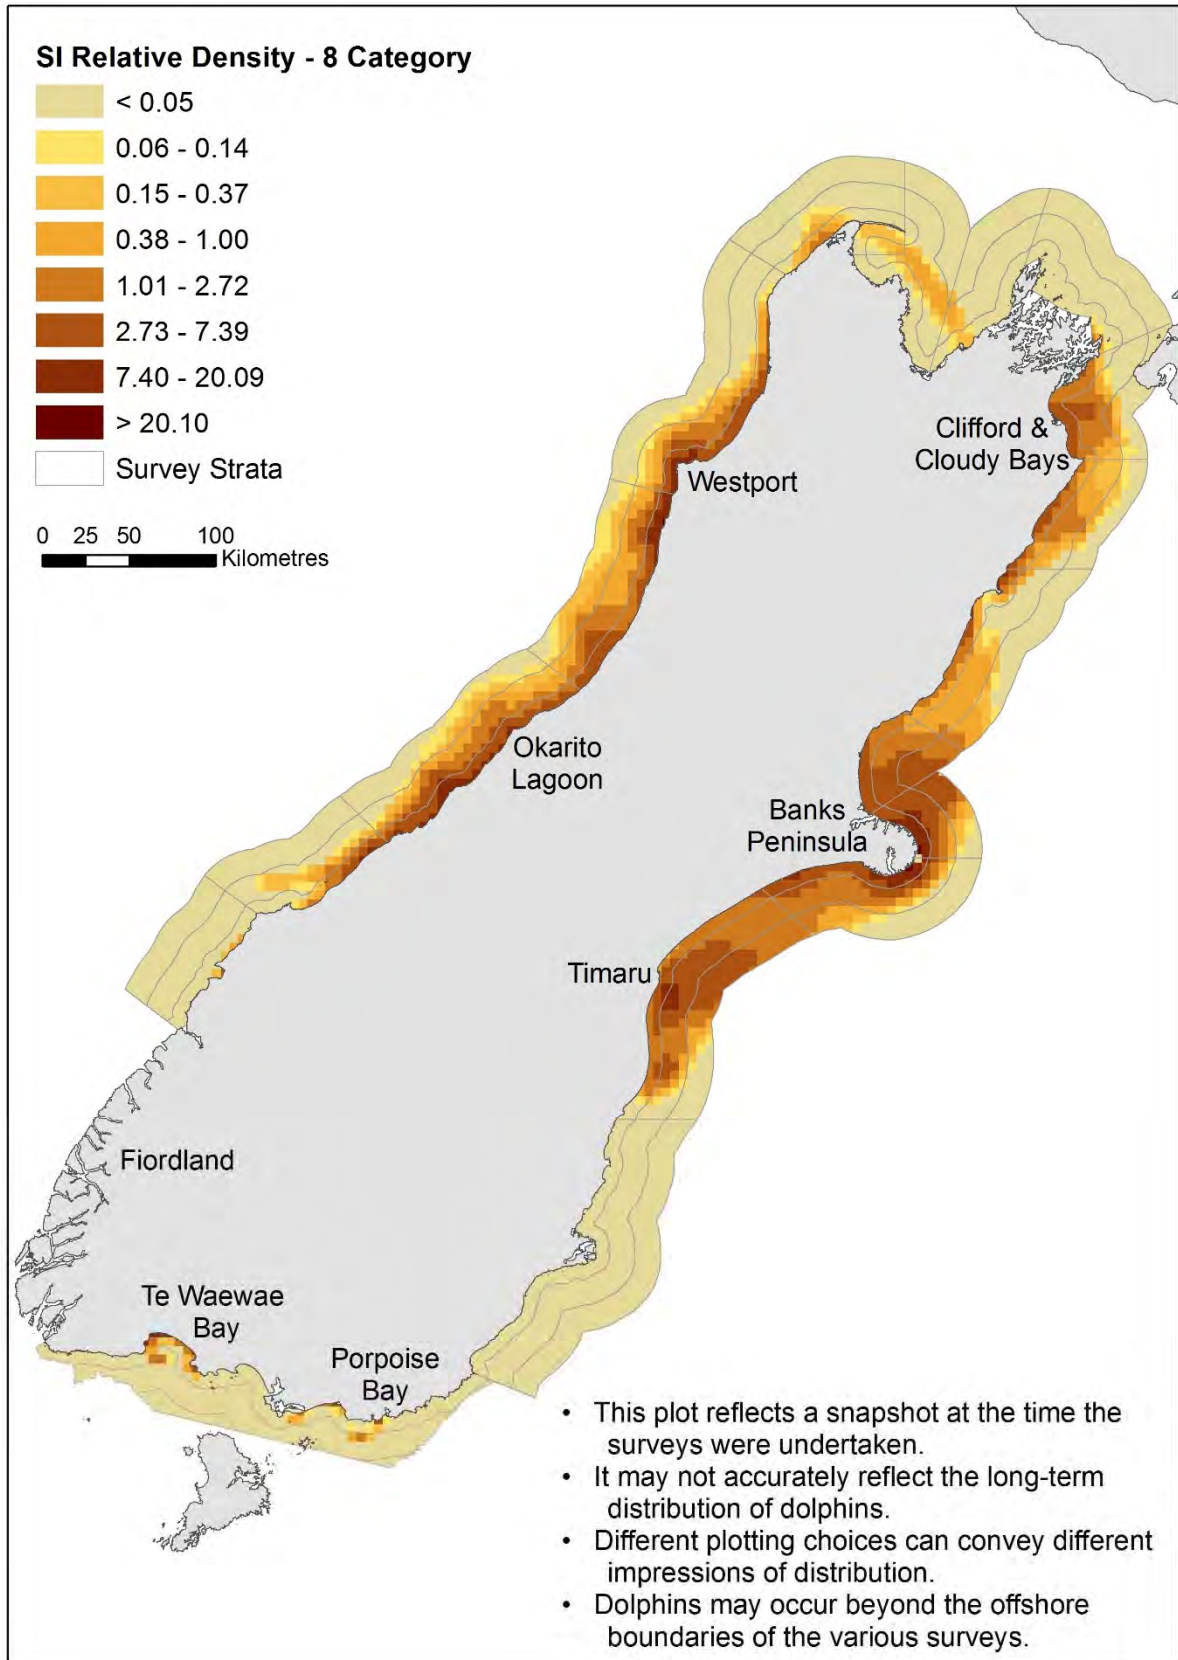 SI Relative Density - 8 Category
< 0.05
0.06 - 0.14
0.15 - 0.37
0.38 - 1.00
1.01 - 2.72
2.73 - 7.39
7.40 - 20.09
> 20.10
Survey Strata
0 25 50 100
Kilometres
Clifford &
Cloudy Bays
Westport
Okarito
Lagoon
Banks
Peninsula
Timaru
Fiordland
Te Waewae
Bay
Porpoise
Bay
• This plot reflects a snapshot at the time the
surveys were undertaken.
• It may not accurately reflect the long-term
distribution of dolphins.
• Different plotting choices can convey different
impressions of distribution.
• Dolphins may occur beyond the offshore
boundaries of the various surveys.